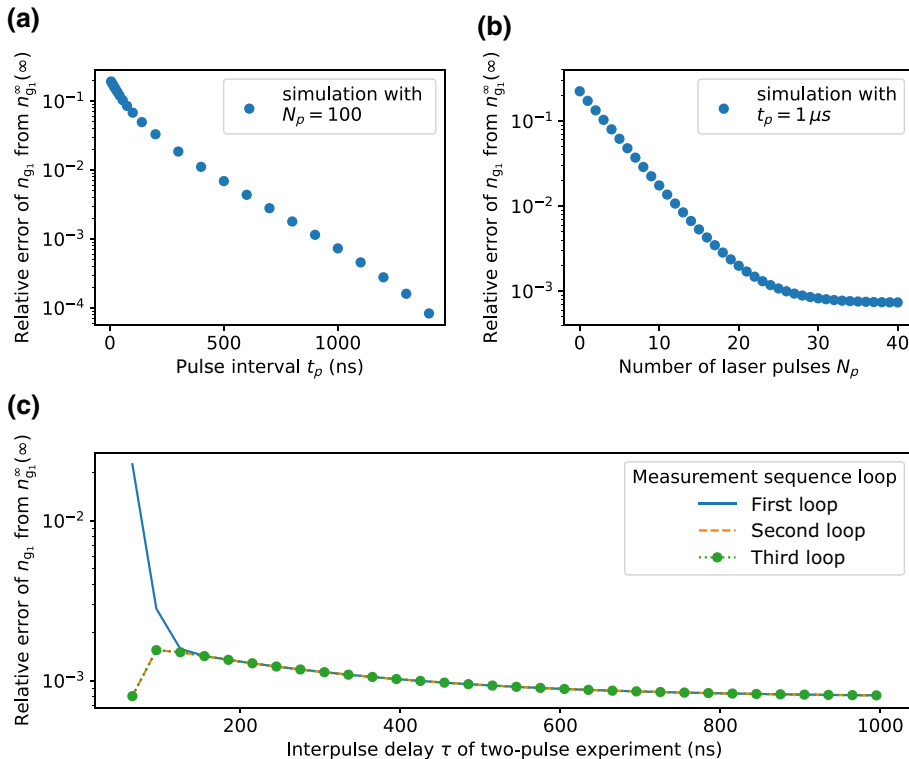 (a)
Relative error of n_{g_1} from n^∞_{g_1}(∞)
10^{-1}
10^{-2}
10^{-3}
10^{-4}
simulation with
N_p = 100
0
500
1000
Pulse interval t_p (ns)
(b)
Relative error of n_{g_1} from n^∞_{g_1}(∞)
10^{-1}
10^{-2}
10^{-3}
simulation with
t_p = 1 μs
0
10
20
30
40
Number of laser pulses N_p
(c)
Relative error of n_{g_1} from n^∞_{g_1}(∞)
10^{-2}
10^{-3}
Measurement sequence loop
First loop
Second loop
Third loop
200
400
600
800
1000
Interpulse delay τ of two-pulse experiment (ns)